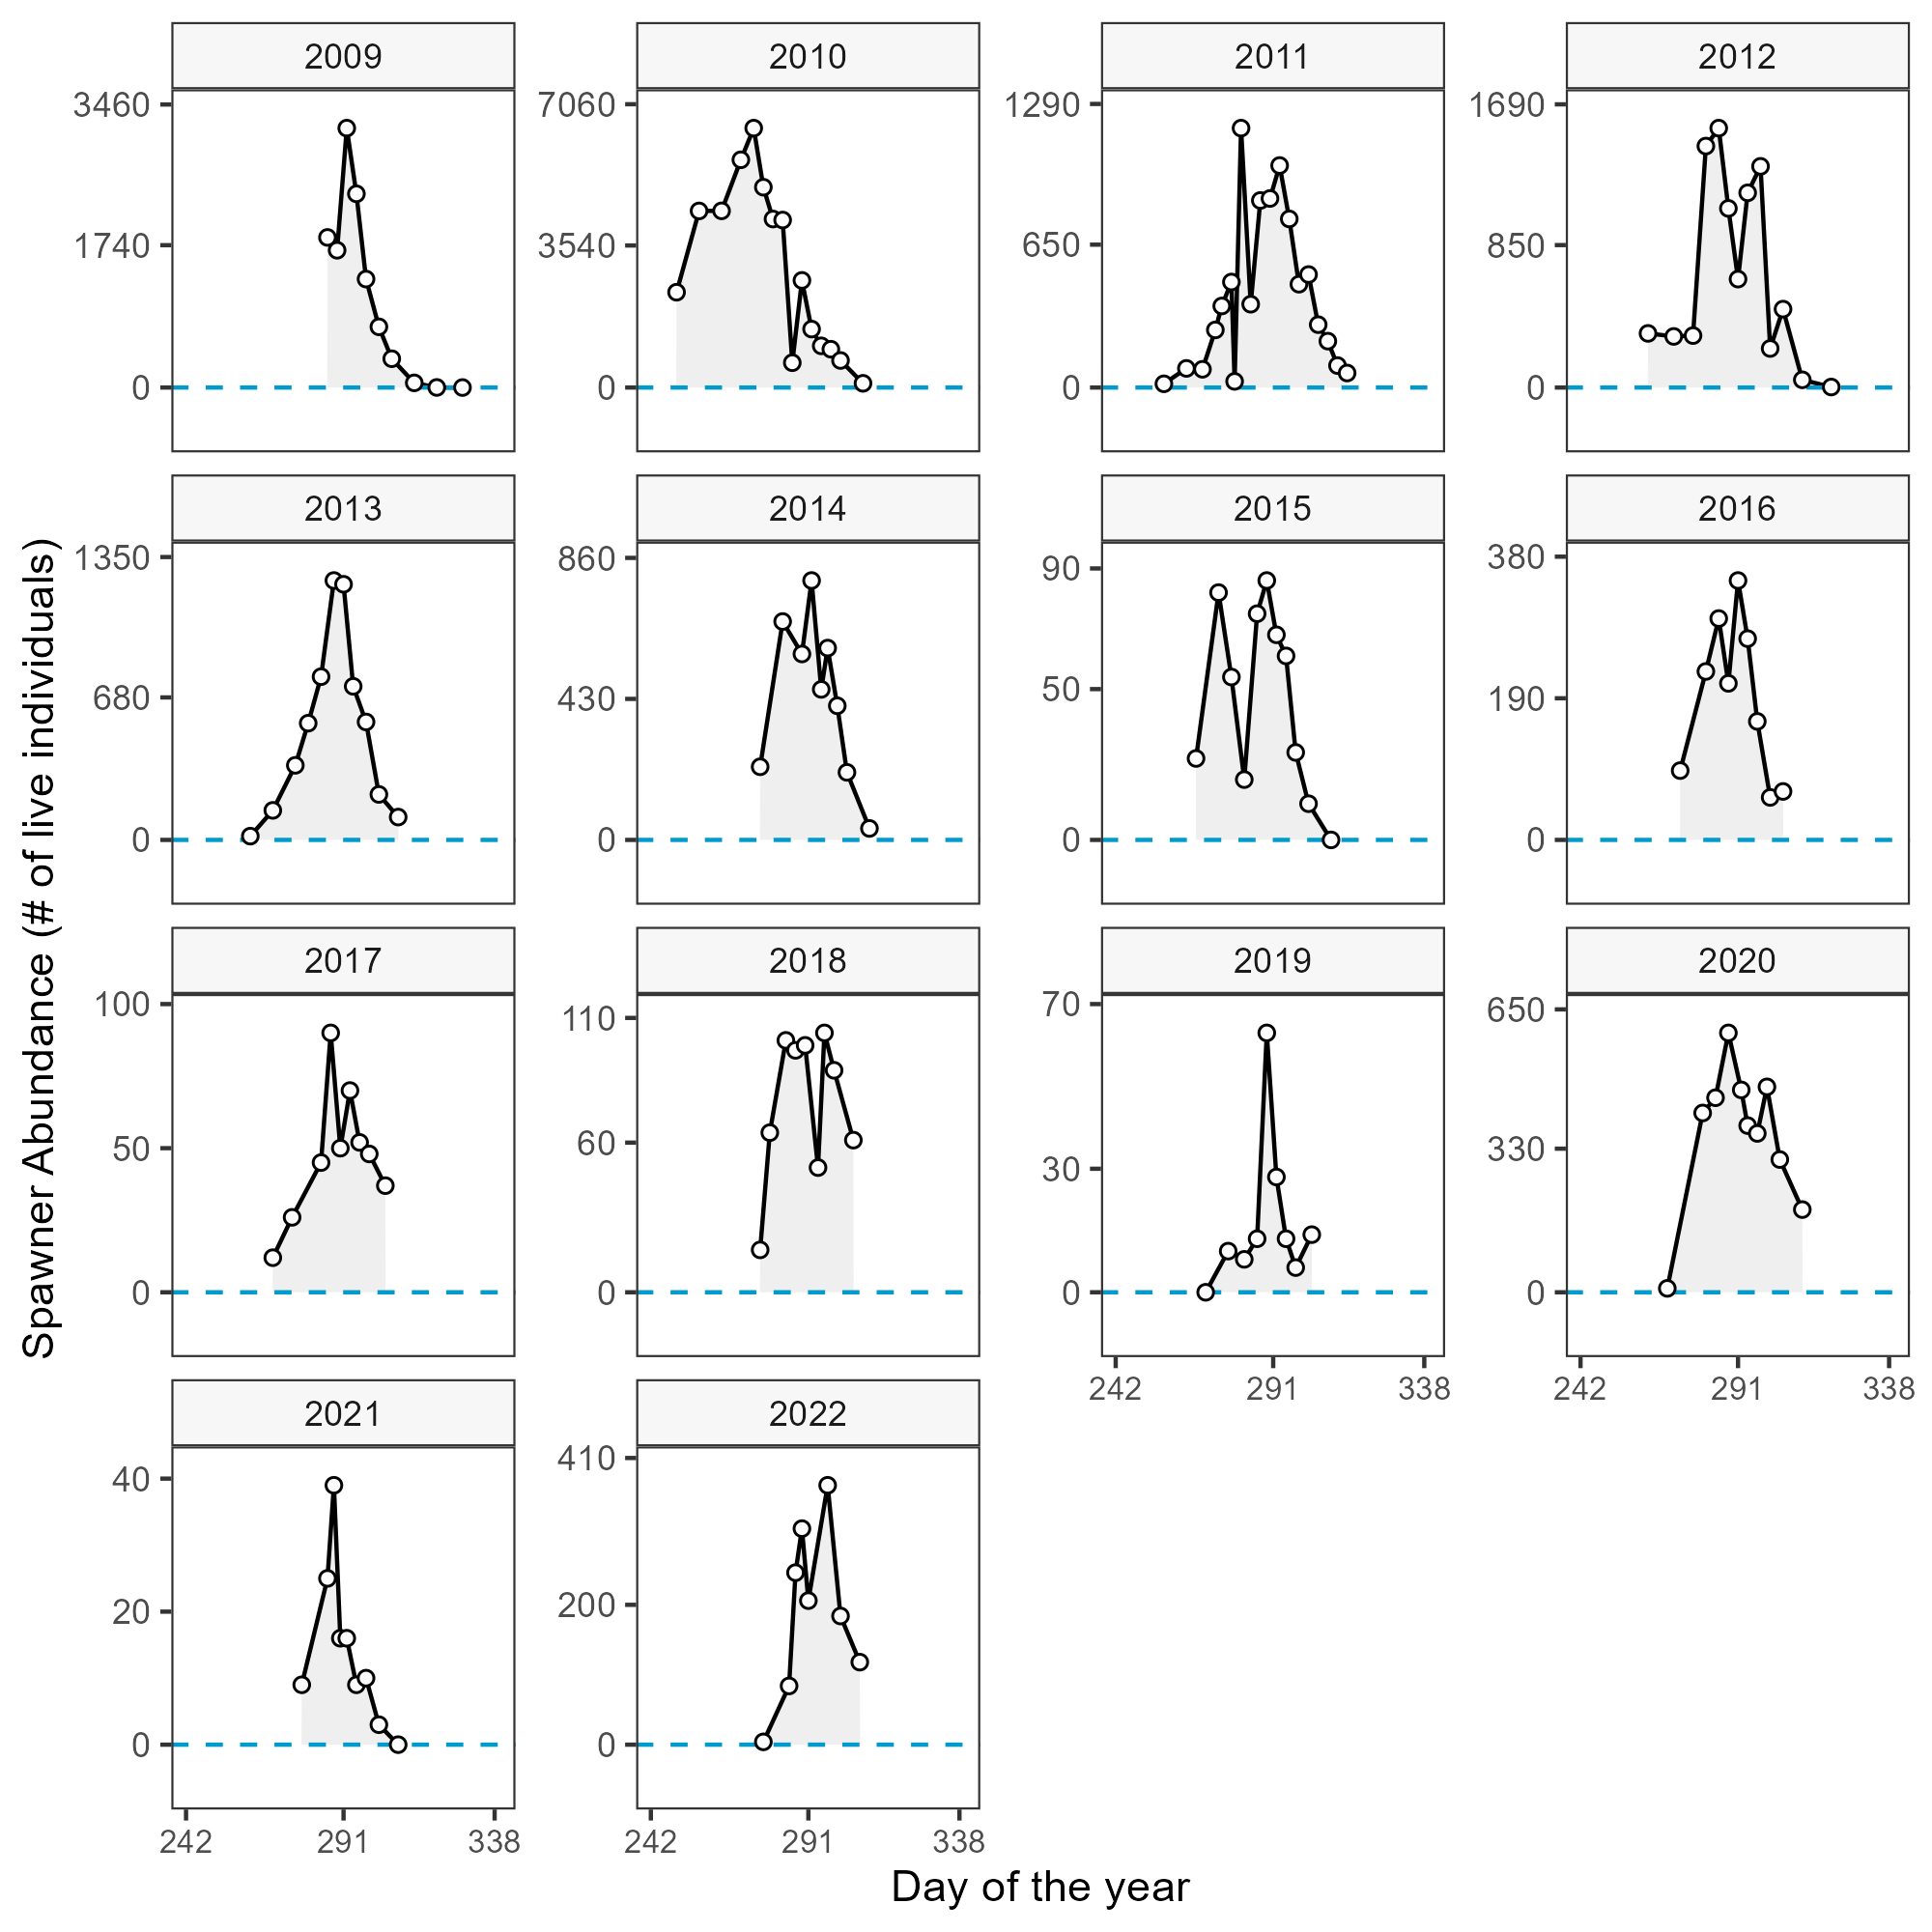 2009 2010 2011 2012
3460 7060 1290 1690
1740 3540 650 850
0 0 0 0
2013 2014 2015 2016
1350 860 90 380
680 430 50 190
0 0 0 0
2017 2018 2019 2020
100 110 70 650
50 60 30 330
0 0 0 0
242 291 338 242 291 338
2021 2022
40 410
20 200
0 0
242 291 338 242 291 338
Day of the year
Spawner Abundance (# of live individuals)